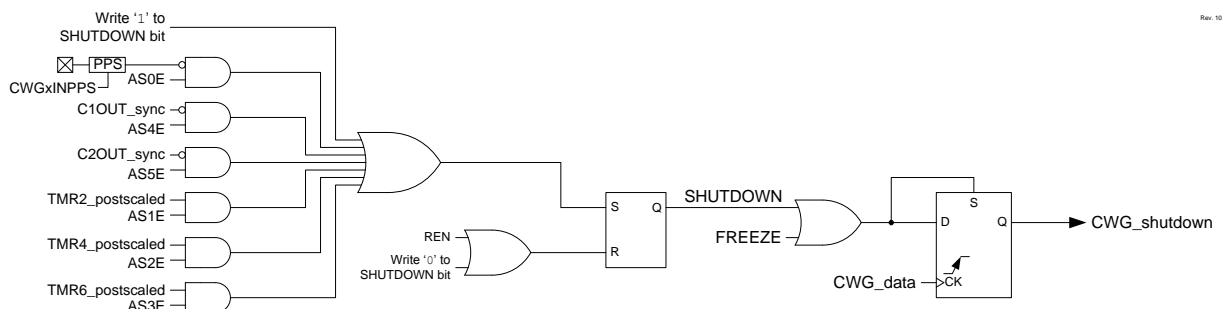 Rev. 10
Write '1' to
SHUTDOWN bit
PPS
CWGxINPPS
AS0E
C1OUT_sync
AS4E
C2OUT_sync
AS5E
TMR2_postscaled
AS1E
TMR4_postscaled
AS2E
TMR6_postscaled
AS3E
REN
Write '0' to
SHUTDOWN bit
S
Q
R
SHUTDOWN
FREEZE
S
D
Q
CWG_data
CK
CWG_shutdown